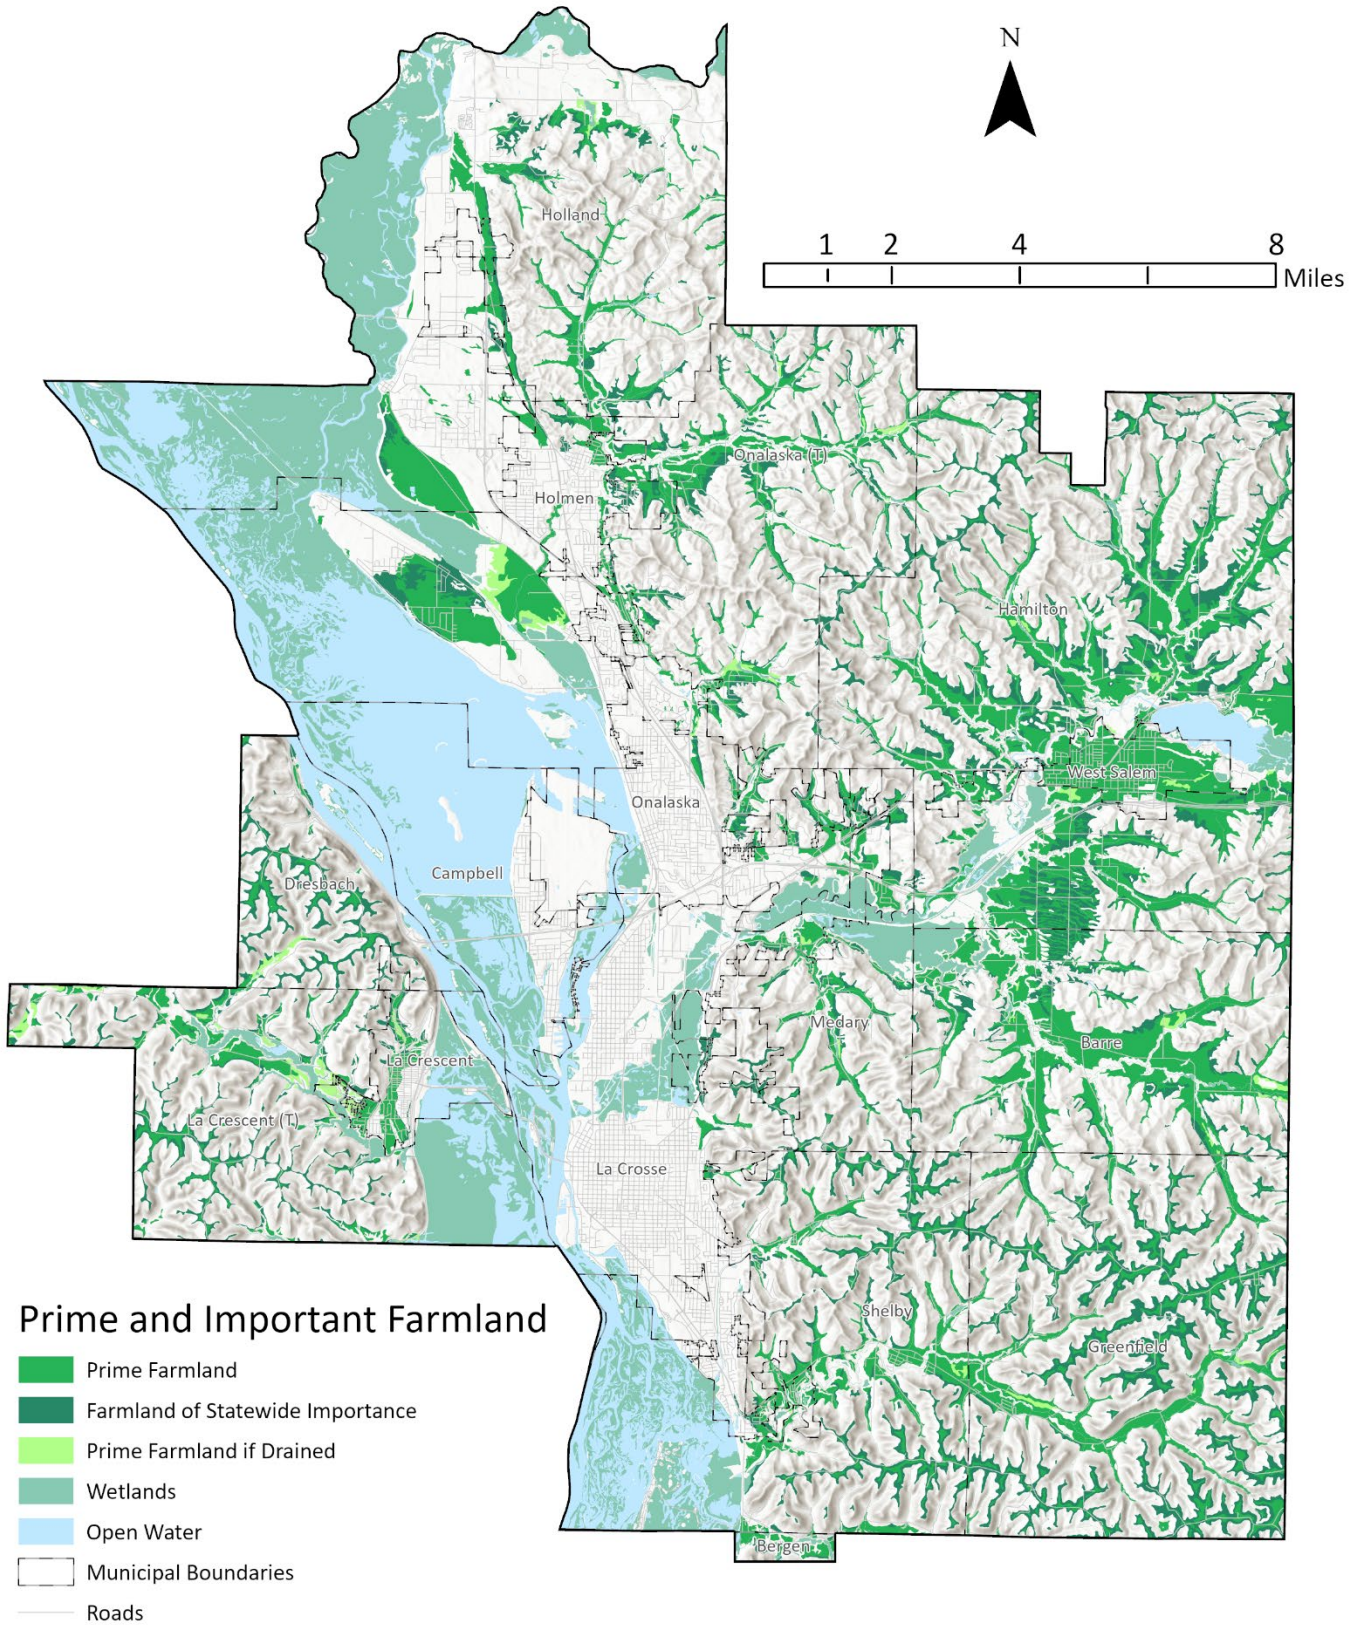 N
1 2 4 8
Miles
Holland
Onalaska (T)
Holmen
Hamilton
West Salem
Onalaska
Campbell
Dresbach
Medary
Barre
La Crescent
La Crescent (T)
La Crosse
Shelby
Greenfield
Bergen
Prime and Important Farmland
Prime Farmland
Farmland of Statewide Importance
Prime Farmland if Drained
Wetlands
Open Water
Municipal Boundaries
Roads